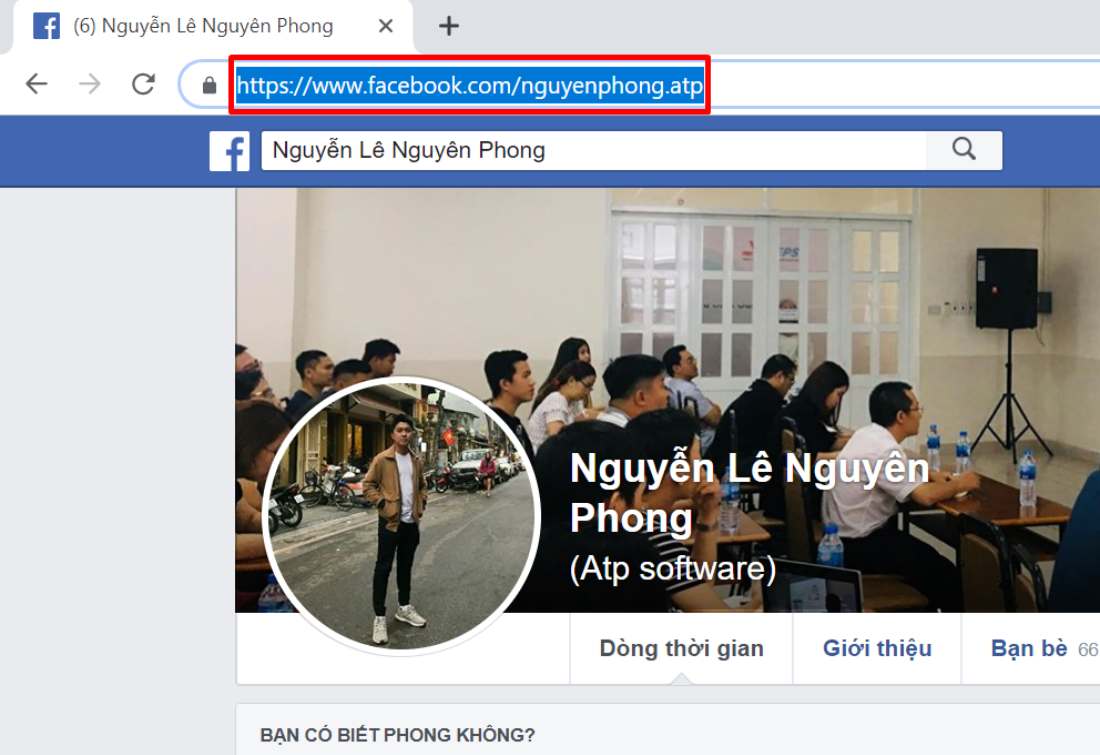 (6) Nguyễn Lê Nguyên Phong
https://www.facebook.com/nguyenphong.atp
Nguyễn Lê Nguyên Phong
Nguyễn Lê Nguyên
Phong
(Atp software)
Dòng thời gian
Giới thiệu
Bạn bè 66
BẠN CÓ BIẾT PHONG KHÔNG?